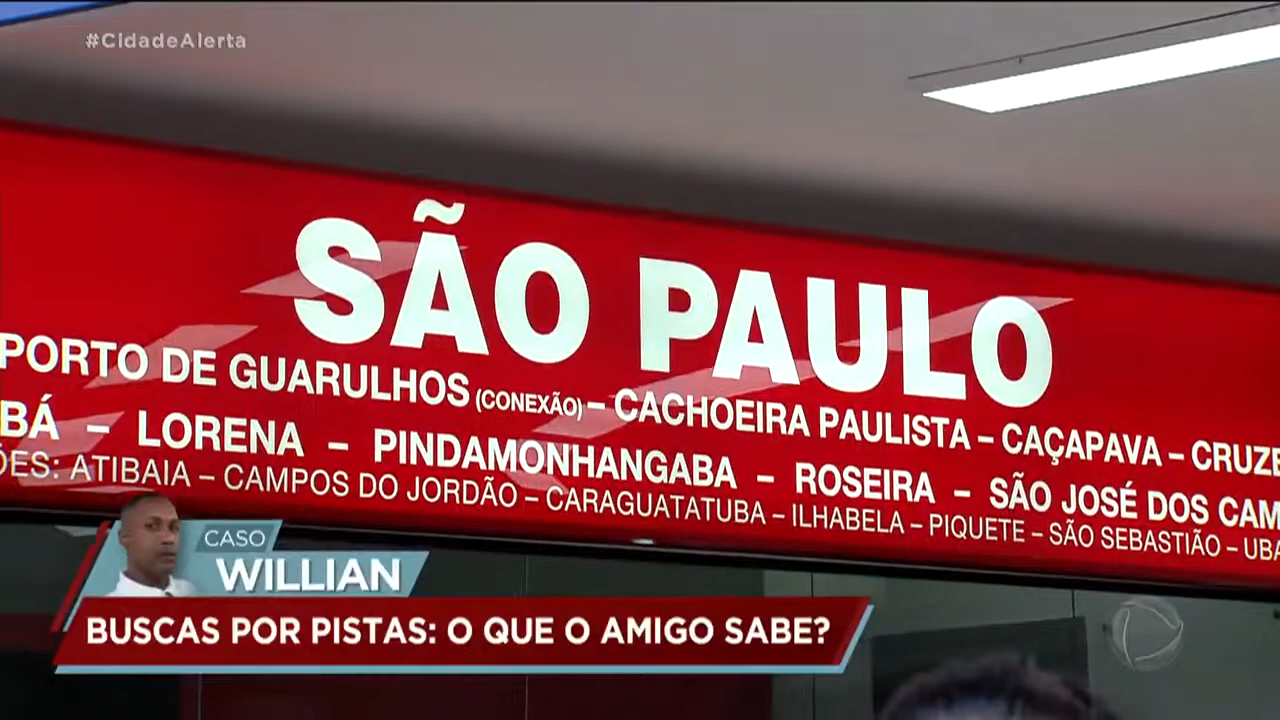 #CidadeAlerta
SÃO PAULO
PORTO DE GUARULHOS (CONEXÃO) – CACHOEIRA PAULISTA – CAÇAPAVA – CRUZE
BÁ – LORENA – PINDAMONHANGABA – ROSEIRA – SÃO JOSÉ DOS CAM
ÕES: ATIBAIA – CAMPOS DO JORDÃO – CARAGUATATUBA – ILHABELA – PIQUETE – SÃO SEBASTIÃO – UBA
CASO
WILLIAN
BUSCAS POR PISTAS: O QUE O AMIGO SABE?